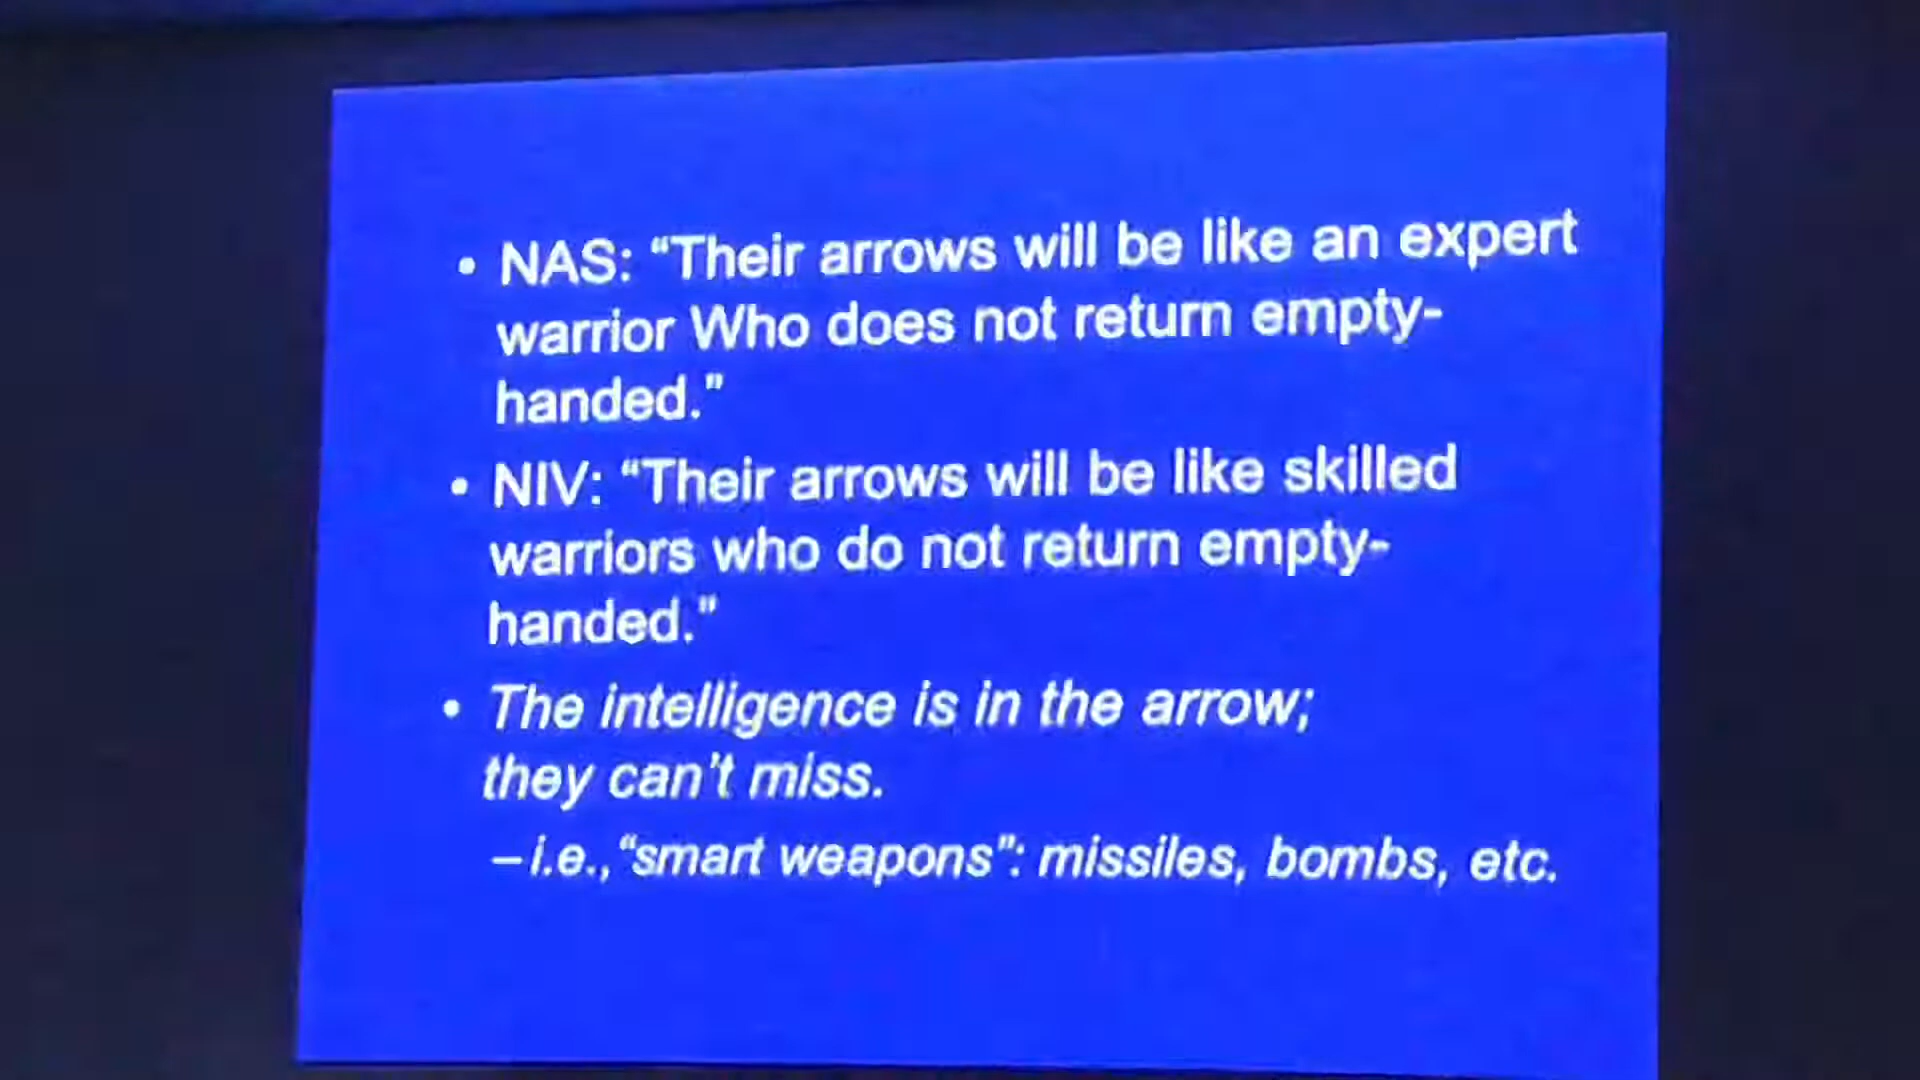 • NAS: “Their arrows will be like an expert
warrior Who does not return empty-
handed.”
• NIV: “Their arrows will be like skilled
warriors who do not return empty-
handed.”
• The intelligence is in the arrow;
they can’t miss.
– i.e., “smart weapons”: missiles, bombs, etc.